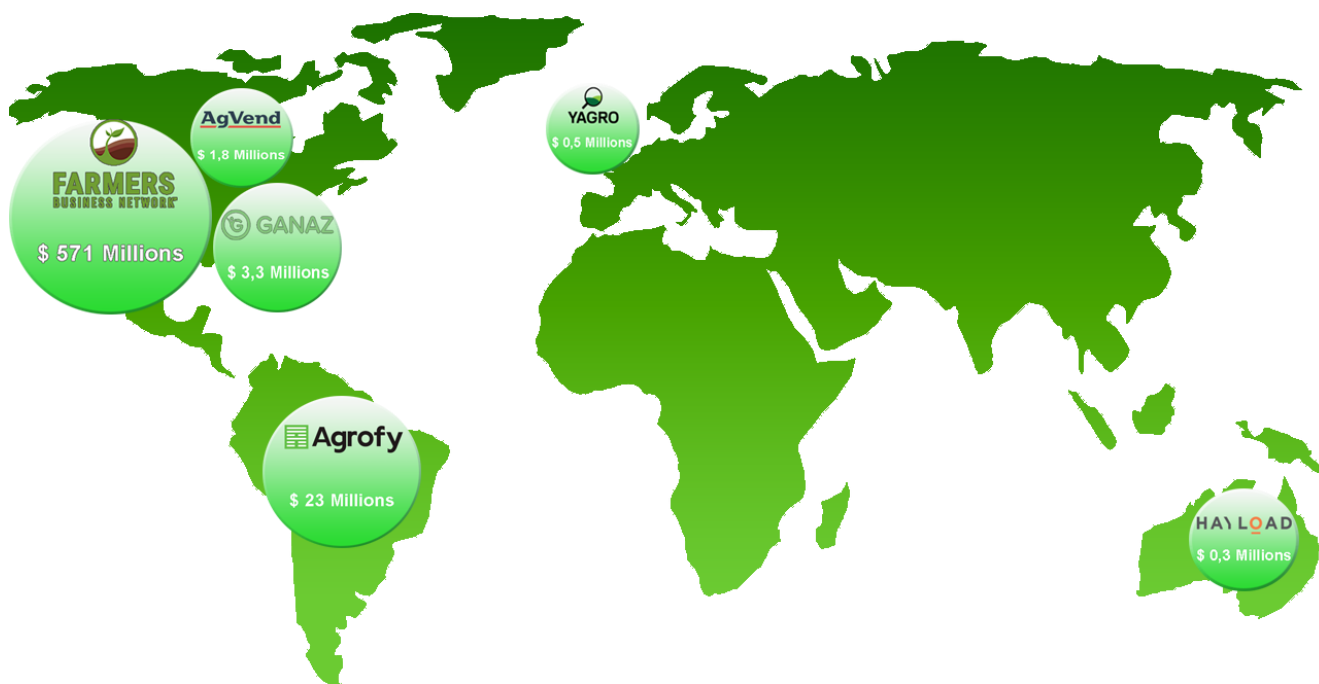 AgVend
$ 1,8 Millions
YAGRO
$ 0,5 Millions
FARMERS
BUSINESS NETWORK
$ 571 Millions
GANAZ
$ 3,3 Millions
Agrofy
$ 23 Millions
HAYLOAD
$ 0,3 Millions